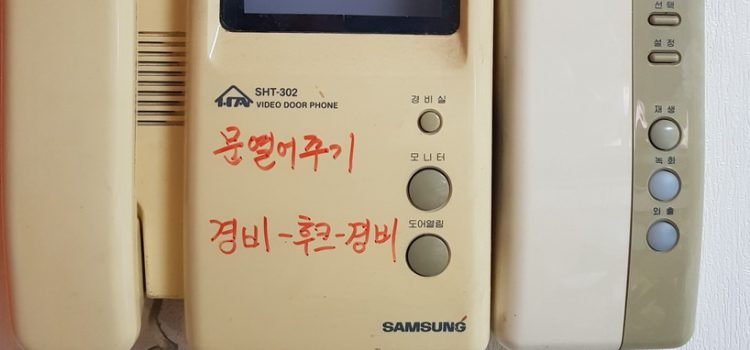 선택
설정
SHT-302
HA
VIDEO DOOR PHONE
경비실
재생
문열어주기
모니터
녹화
경비-후크-경비
도어열림
외출
SAMSUNG